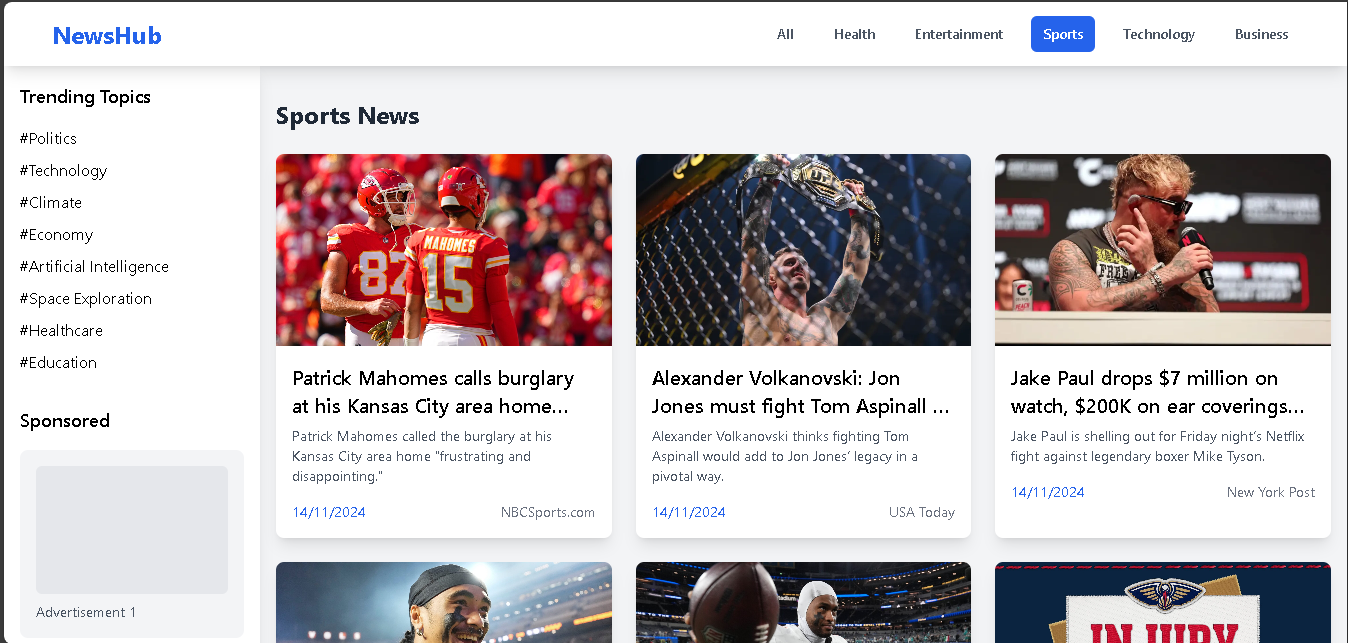 NewsHub
All
Health
Entertainment
Sports
Technology
Business
Trending Topics
#Politics
#Technology
#Climate
#Economy
#Artificial Intelligence
#Space Exploration
#Healthcare
#Education
Sponsored
Advertisement 1
Sports News
87
MAHOMES
15
Patrick Mahomes calls burglary
at his Kansas City area home...
Patrick Mahomes called the burglary at his
Kansas City area home "frustrating and
disappointing."
14/11/2024
NBCSports.com
Alexander Volkanovski: Jon
Jones must fight Tom Aspinall ...
Alexander Volkanovski thinks fighting Tom
Aspinall would add to Jon Jones’ legacy in a
pivotal way.
14/11/2024
USA Today
FREE
Jake Paul drops $7 million on
watch, $200K on ear coverings...
Jake Paul is shelling out for Friday night’s Netflix
fight against legendary boxer Mike Tyson.
14/11/2024
New York Post
INJURY